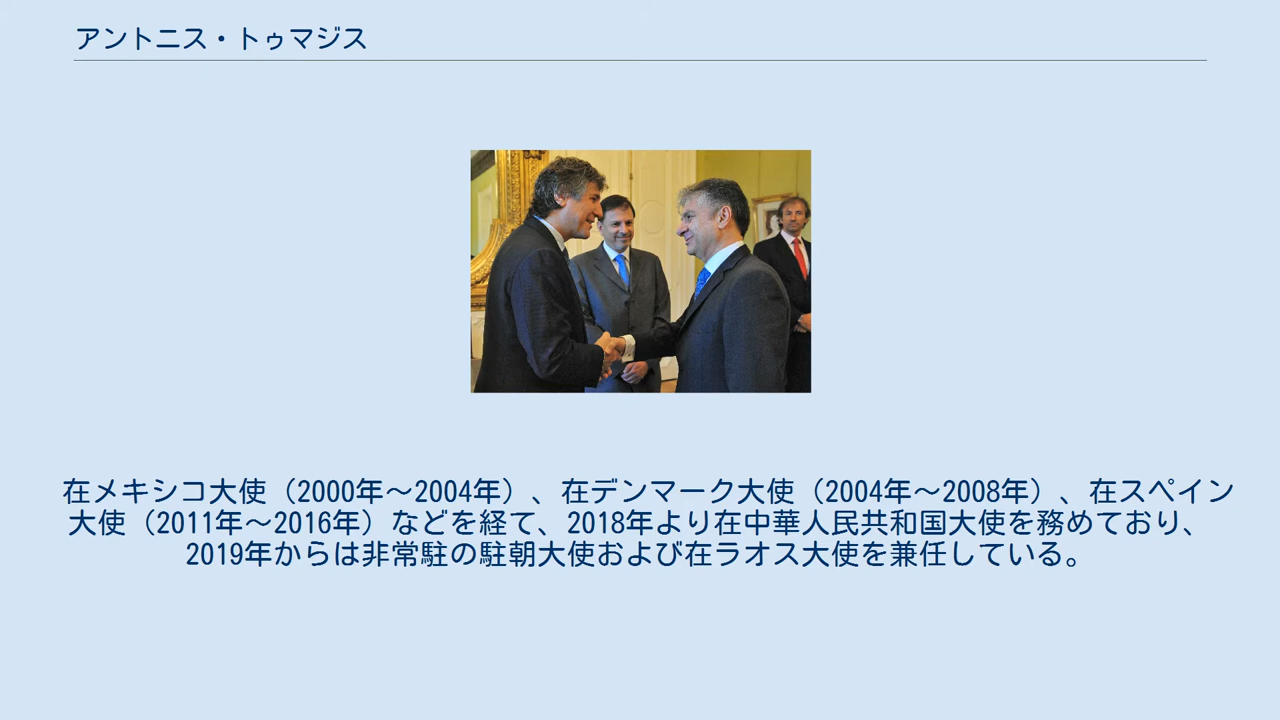 アントニス・トゥマジス
在メキシコ大使（2000年～2004年）、在デンマーク大使（2004年～2008年）、在スペイン
大使（2011年～2016年）などを経て、2018年より在中華人民共和国大使を務めており、
2019年からは非常駐の駐朝大使および在ラオス大使を兼任している。